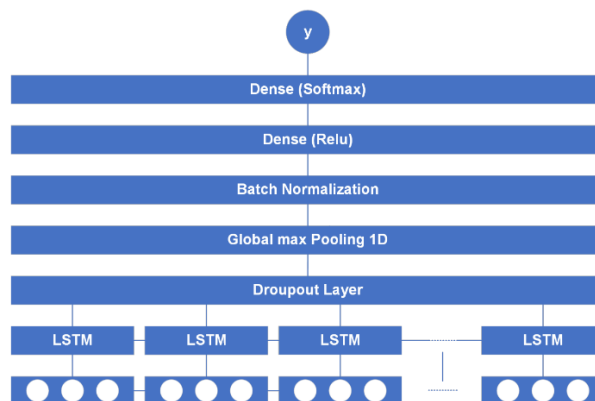 y
Dense (Softmax)
Dense (Relu)
Batch Normalization
Global max Pooling 1D
Droupout Layer
LSTM LSTM LSTM LSTM